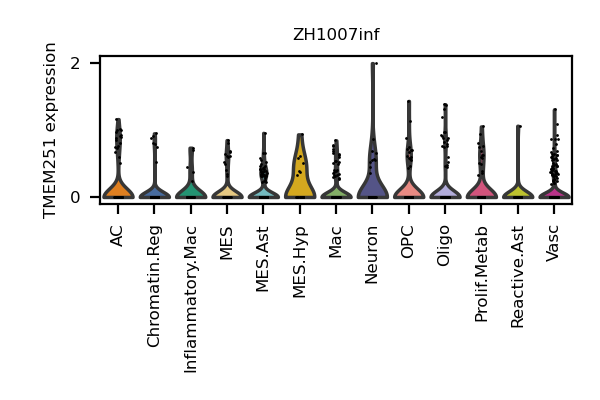 ZH1007inf
TMEM251 expression
2
0
AC
Chromatin.Reg
Inflammatory.Mac
MES
MES.Ast
MES.Hyp
Mac
Neuron
OPC
Oligo
Prolif.Metab
Reactive.Ast
Vasc